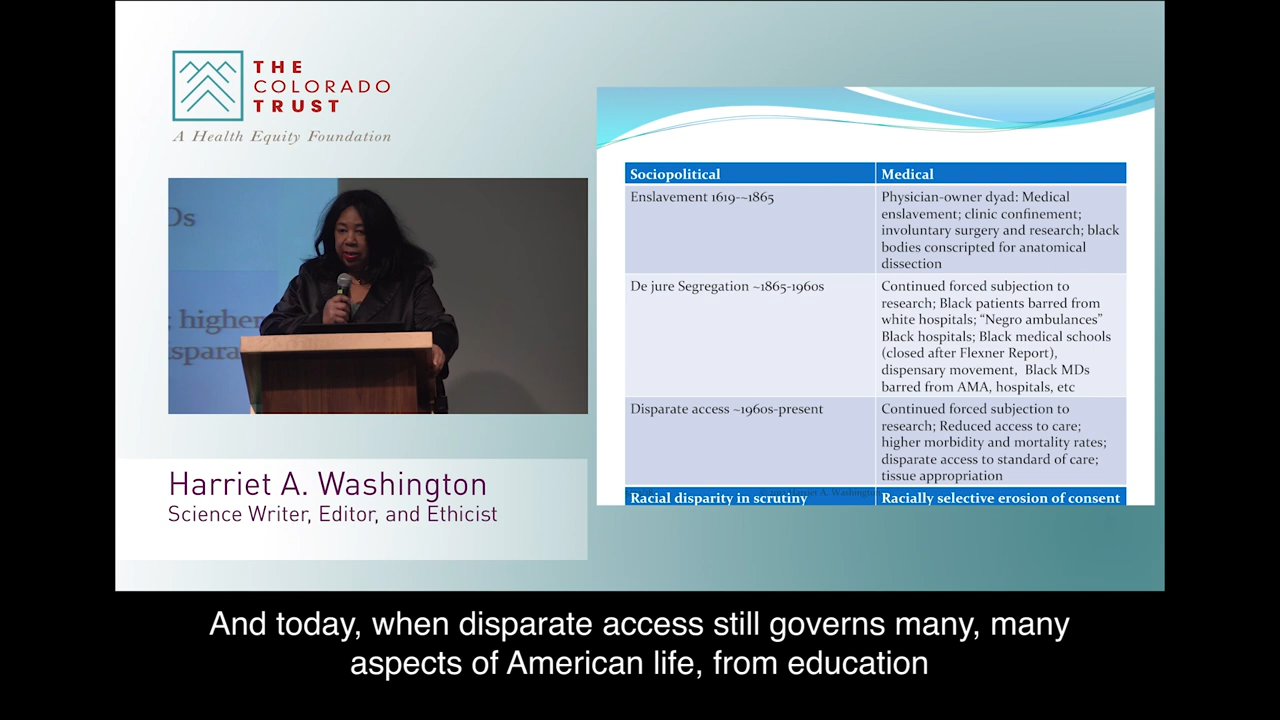 THE
COLORADO
TRUST
A Health Equity Foundation
Os
; higher
spara
Harriet A. Washington
Science Writer, Editor, and Ethicist
Sociopolitical
Medical
Enslavement 1619-~1865
Physician-owner dyad: Medical
enslavement; clinic confinement;
involuntary surgery and research; black
bodies conscripted for anatomical
dissection
De jure Segregation ~1865-1960s
Continued forced subjection to
research; Black patients barred from
white hospitals; “Negro ambulances”
Black hospitals; Black medical schools
(closed after Flexner Report),
dispensary movement, Black MDs
barred from AMA, hospitals, etc
Disparate access ~1960s-present
Continued forced subjection to
research; Reduced access to care;
higher morbidity and mortality rates;
disparate access to standard of care;
tissue appropriation
Racial disparity in scrutiny
Racially selective erosion of consent
Harriet A. Washington
And today, when disparate access still governs many, many
aspects of American life, from education